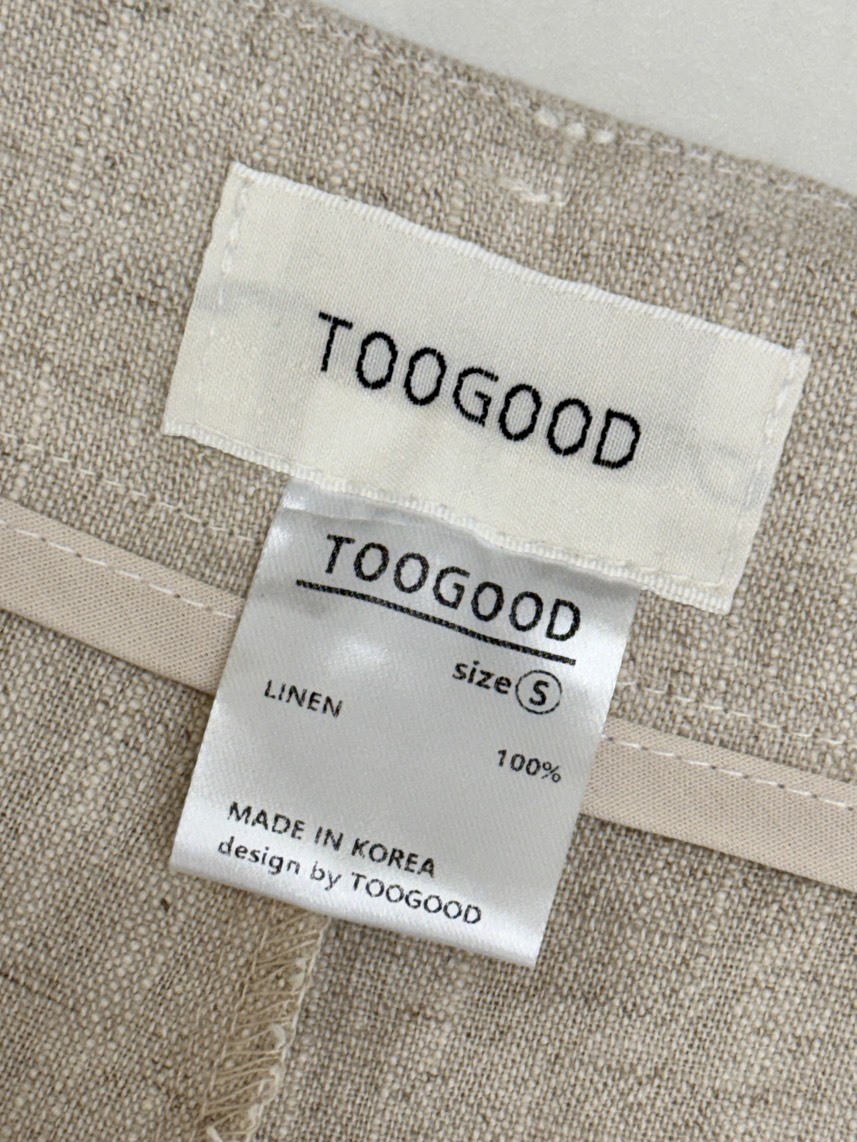 TOOGOOD
TOOGOOD
size Ⓢ
LINEN
100%
MADE IN KOREA
design by TOOGOOD